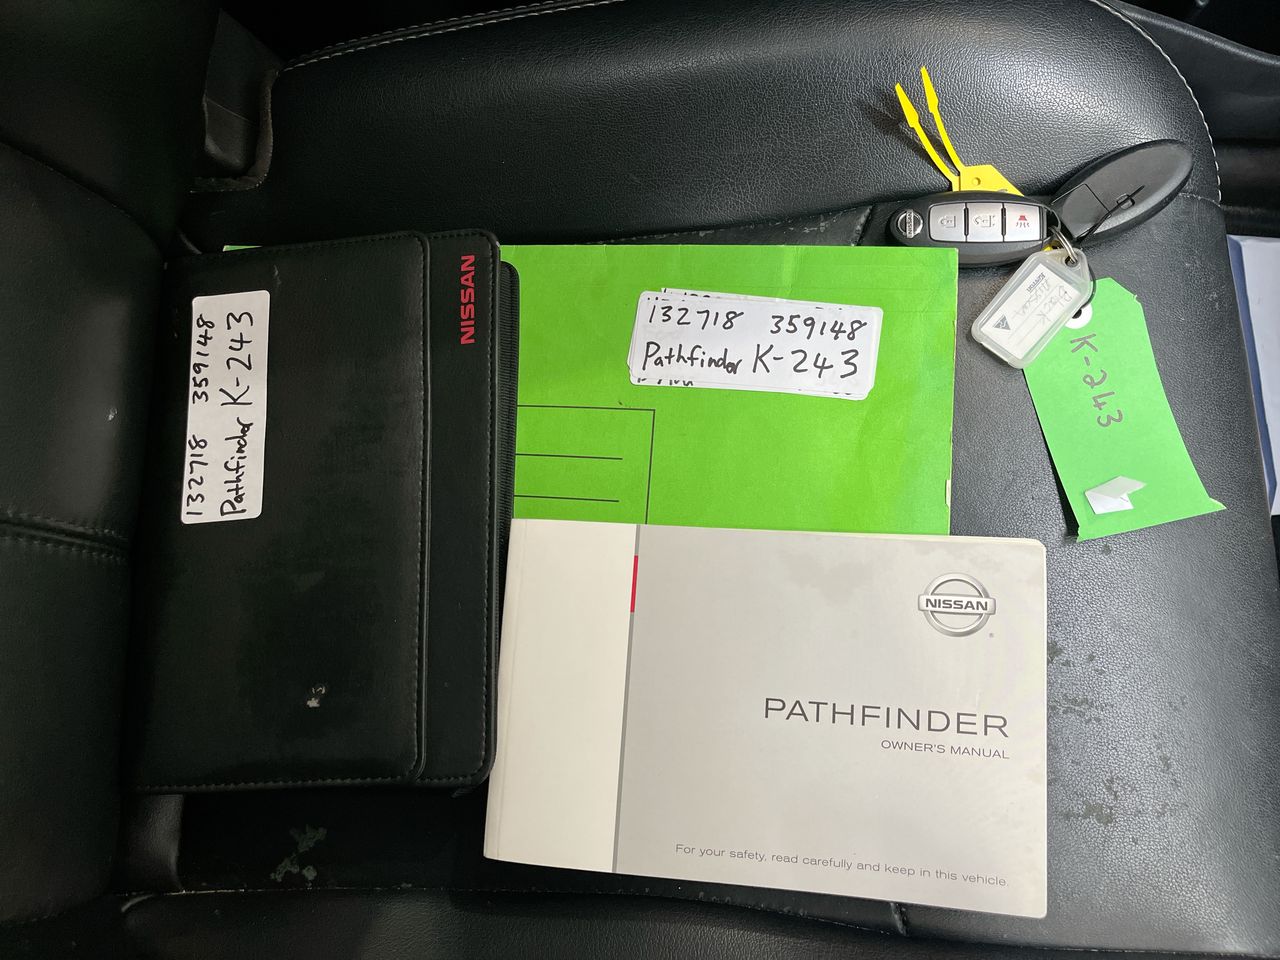 132718 359148
Pathfinder K-243
NISSAN
132718 359148
Pathfinder K-243
NISSAN
K-243
NISSAN
PATHFINDER
OWNER'S MANUAL
For your safety, read carefully and keep in this vehicle.